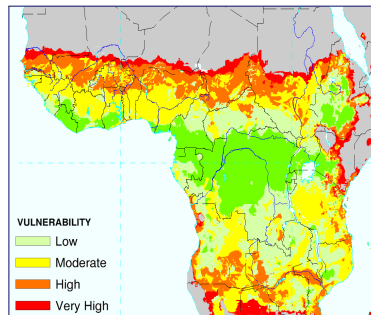 VULNERABILITY
Low
Moderate
High
Very High